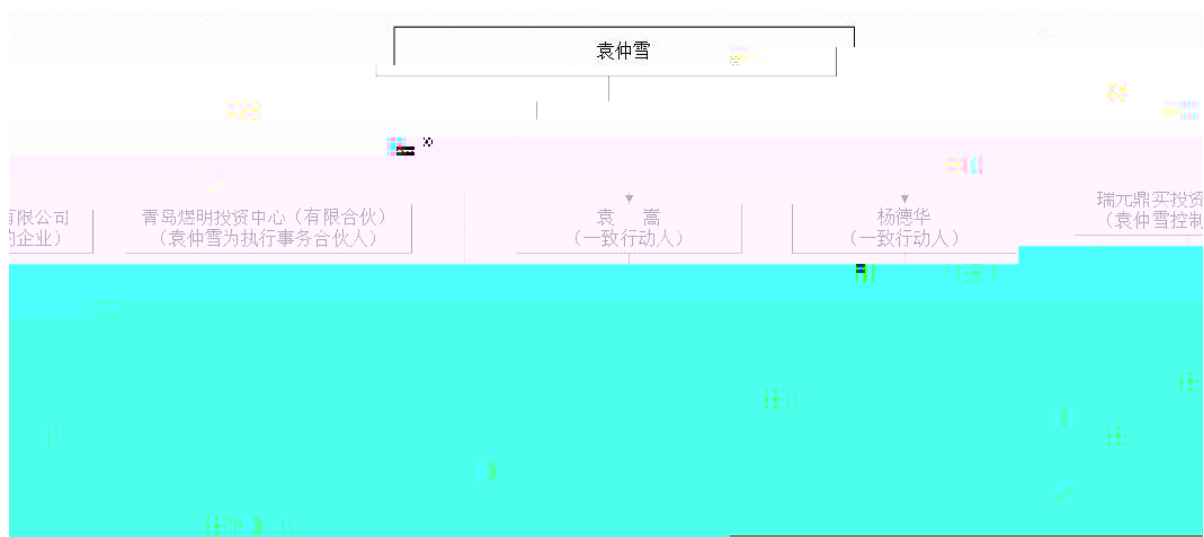 袁仲雪
有限公司
的企业）
青岛煜明投资中心（有限合伙）
（袁仲雪为执行事务合伙人）
袁 嵩
（一致行动人）
杨德华
（一致行动人）
瑞元鼎实投资
（袁仲雪控制